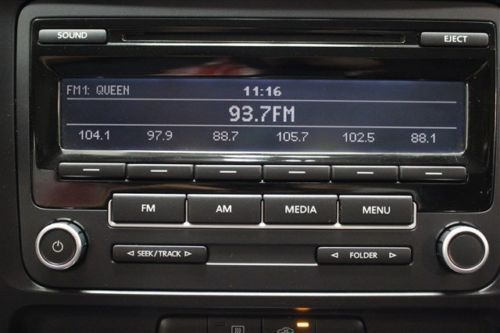 SOUND EJECT
FM1: QUEEN 11:16
93.7FM
104.1 97.9 88.7 105.7 102.5 88.1
FM AM MEDIA MENU
SEEK/TRACK FOLDER